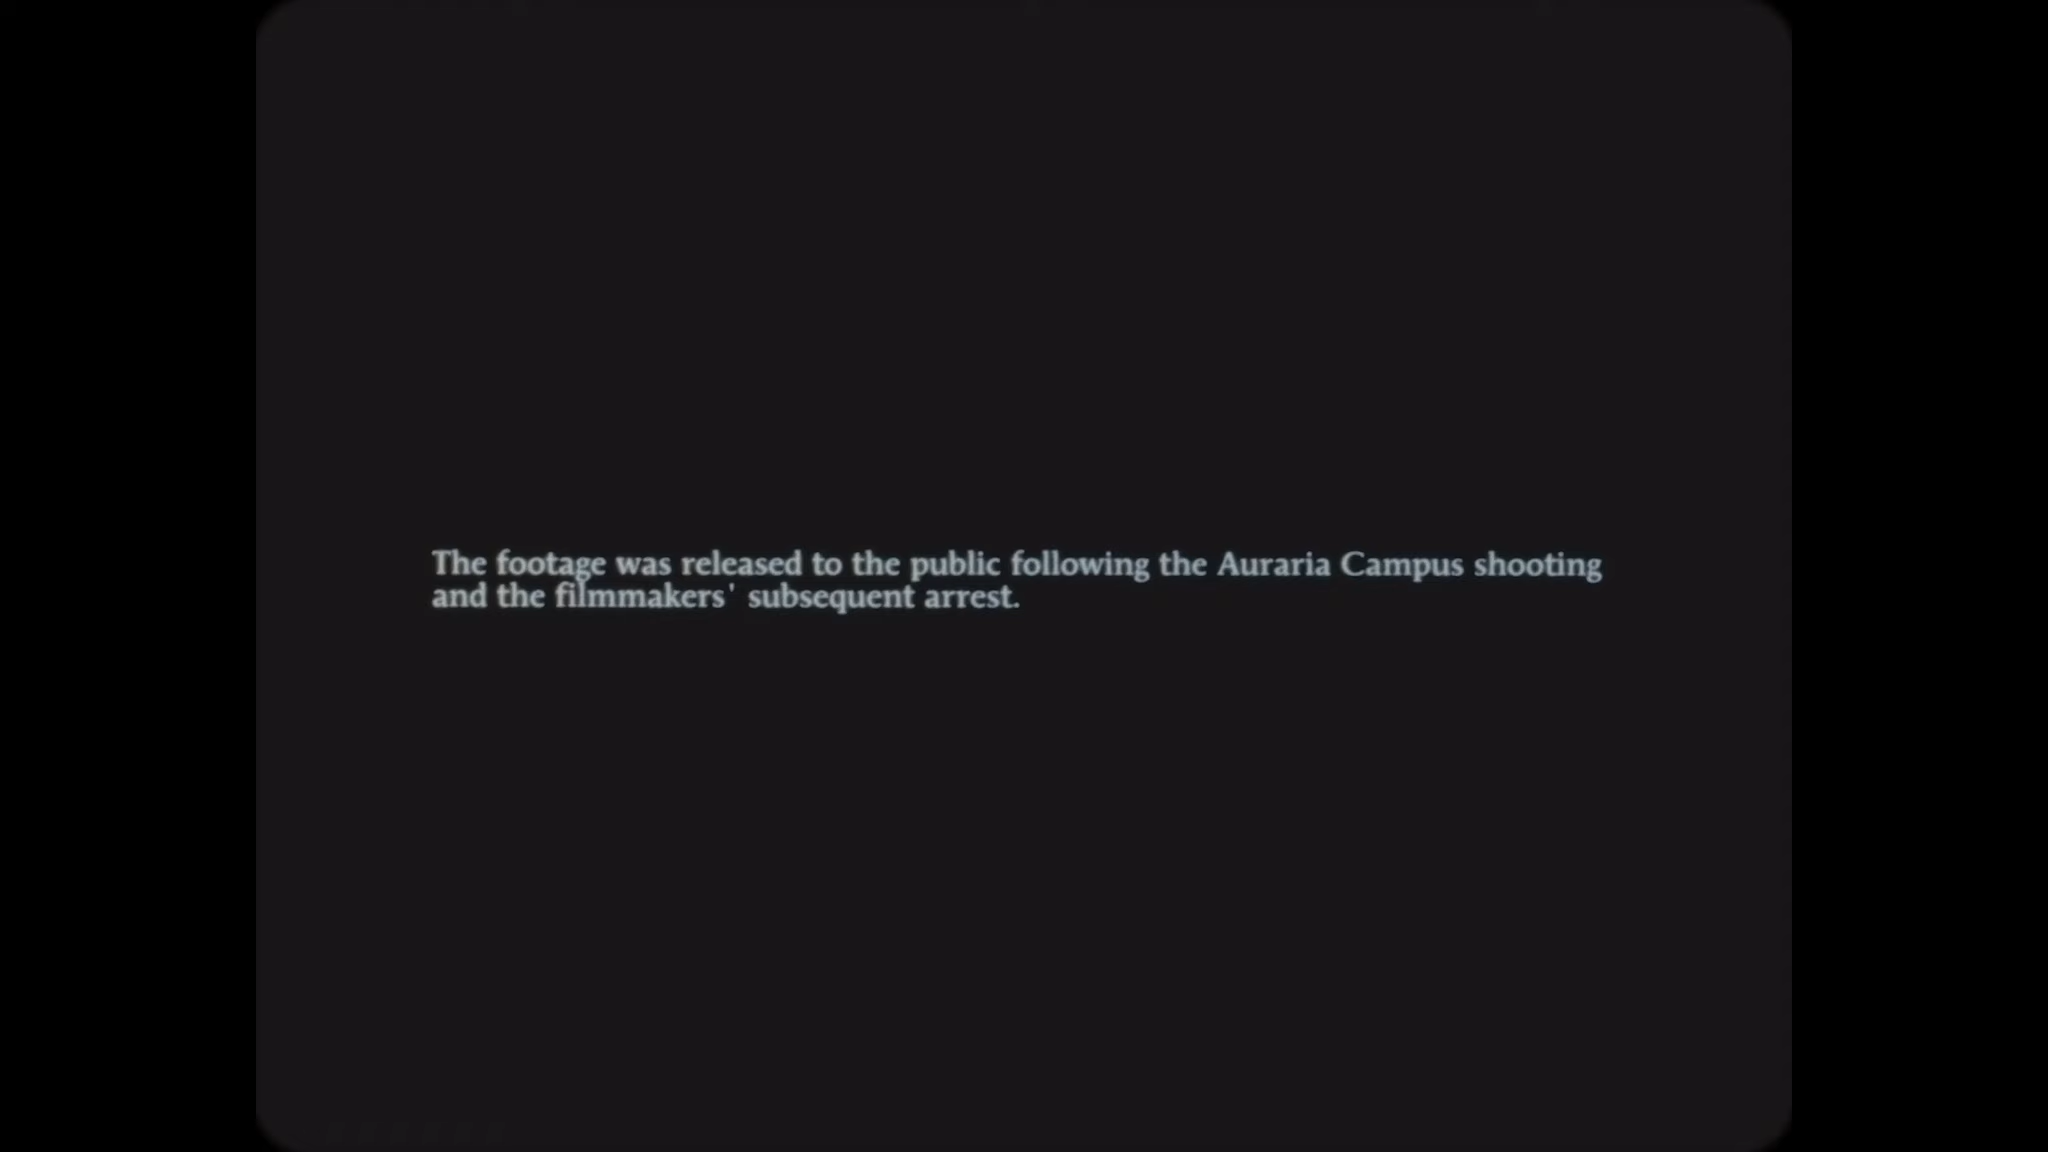 The footage was released to the public following the Auraria Campus shooting
and the filmmakers' subsequent arrest.